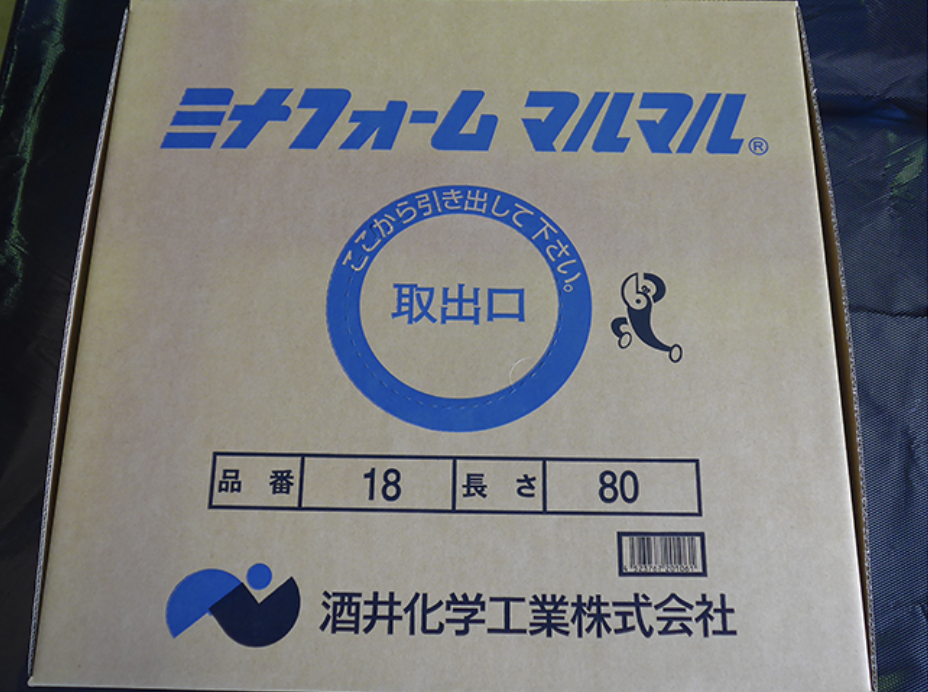 ミナフォーム マルマル®
ここから引き出して下さい。
取出口
品番 18 長さ 80
酒井化学工業株式会社